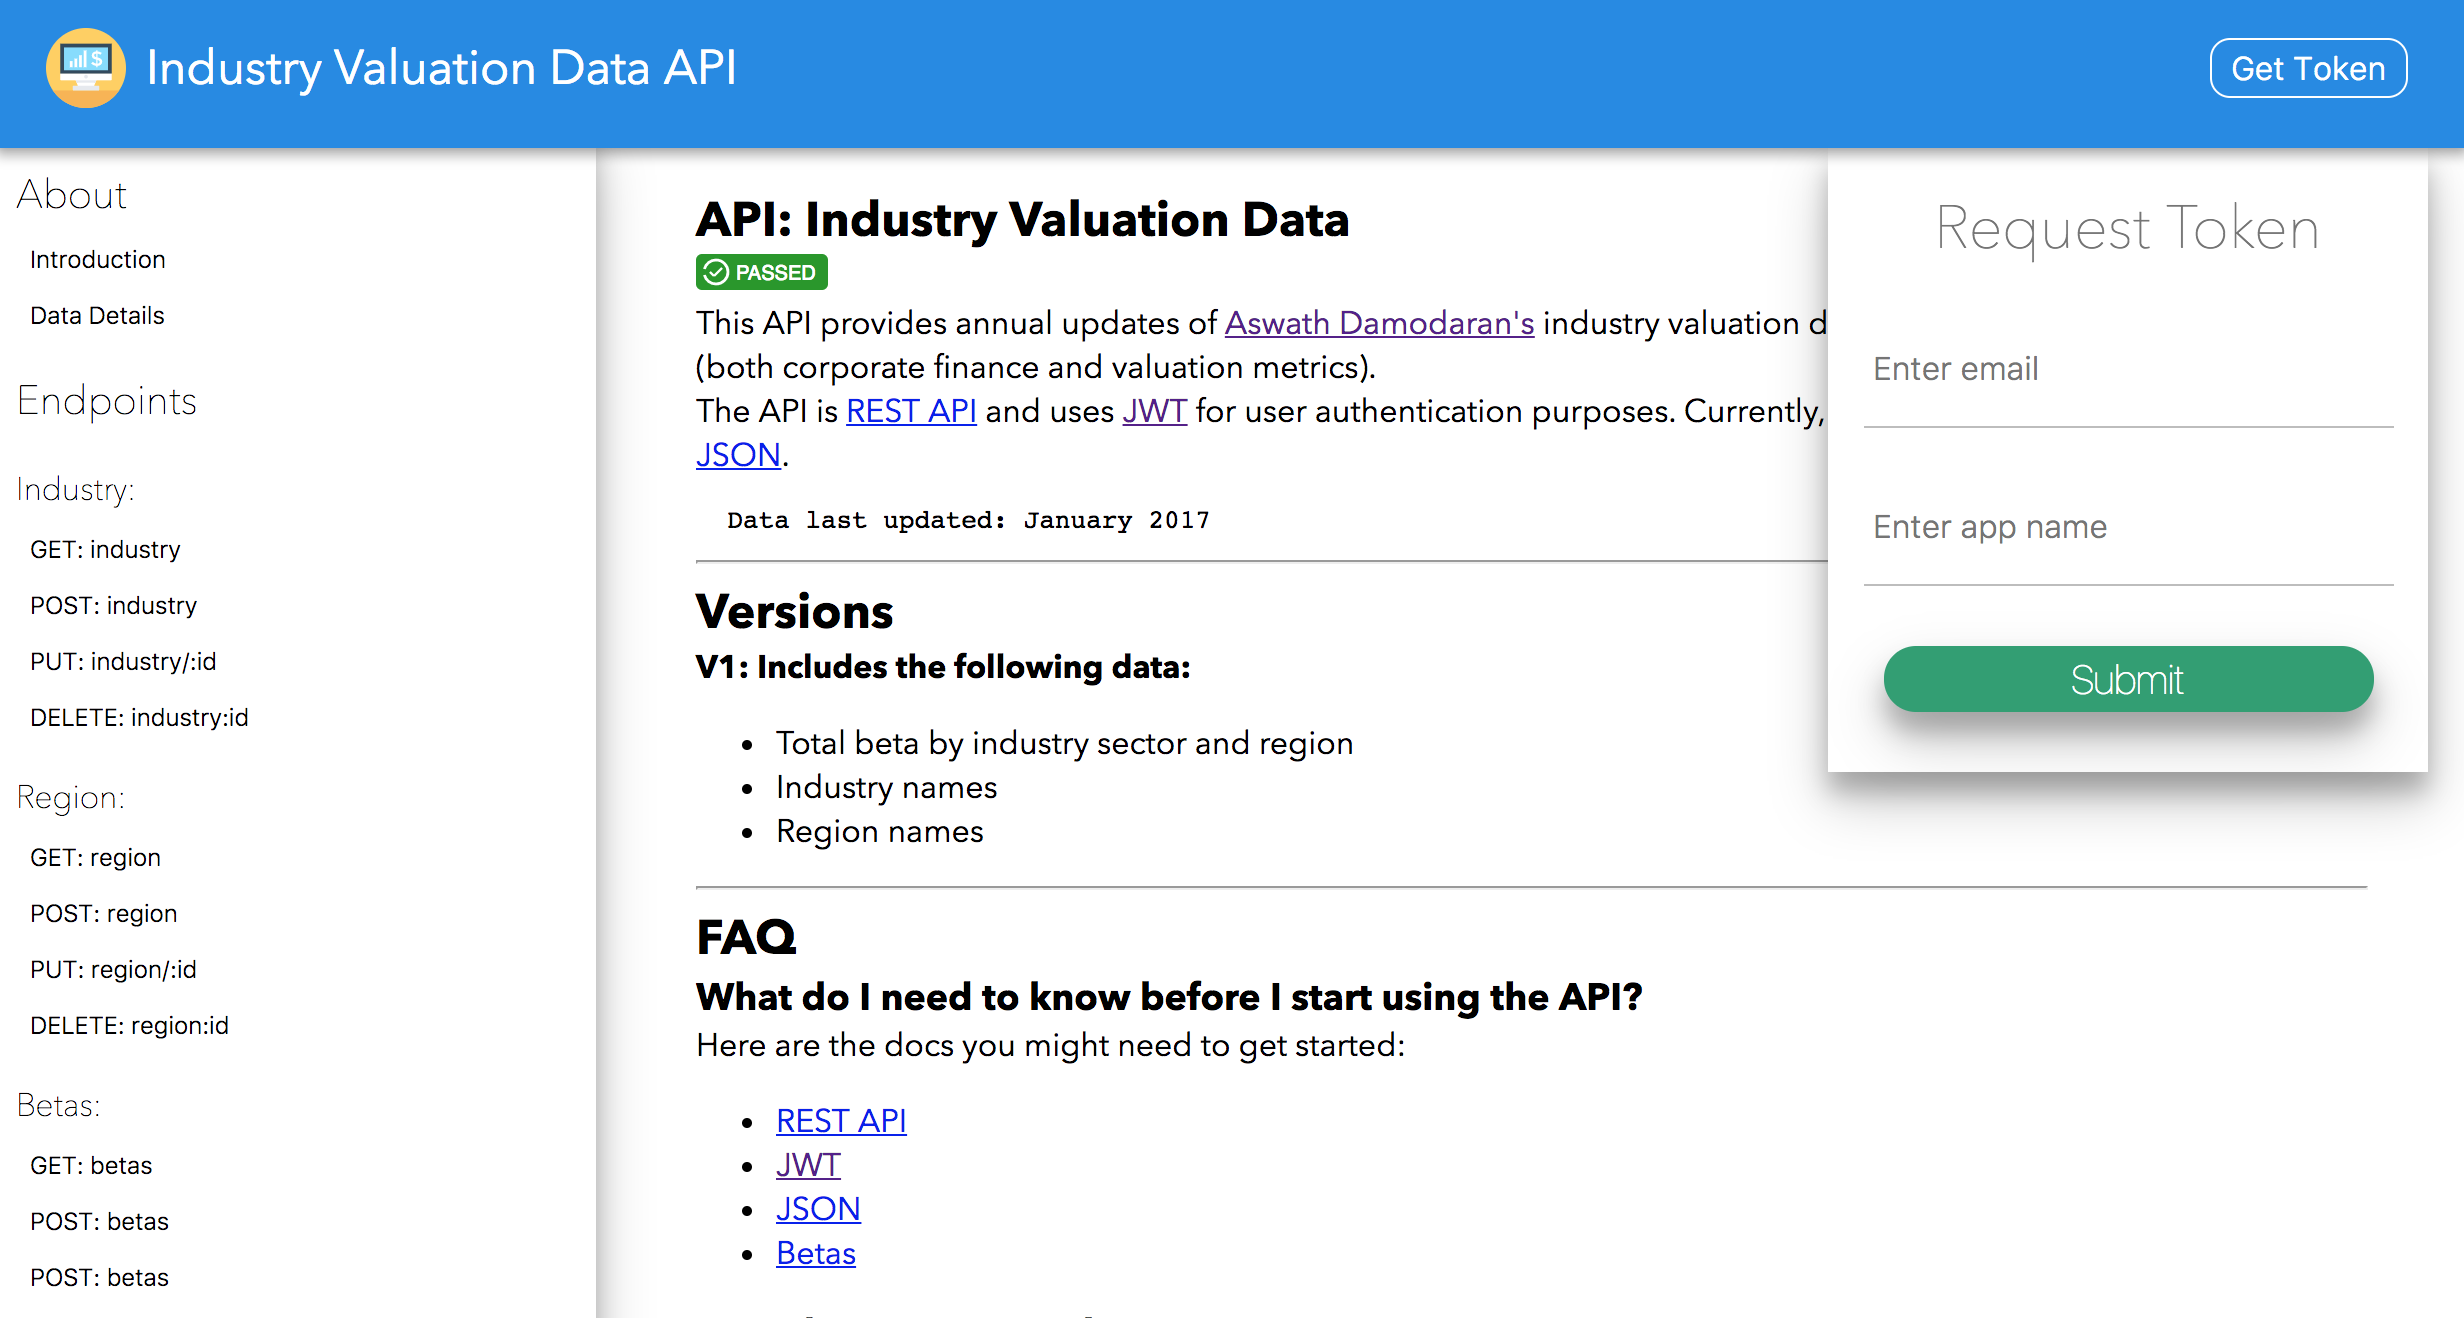 Industry Valuation Data API
Get Token
About
Introduction
Data Details
Endpoints
Industry:
GET: industry
POST: industry
PUT: industry/:id
DELETE: industry:id
Region:
GET: region
POST: region
PUT: region/:id
DELETE: region:id
Betas:
GET: betas
POST: betas
POST: betas
API: Industry Valuation Data
PASSED
This API provides annual updates of Aswath Damodaran's industry valuation d
(both corporate finance and valuation metrics).
The API is REST API and uses JWT for user authentication purposes. Currently,
JSON.
Data last updated: January 2017
Versions
V1: Includes the following data:
• Total beta by industry sector and region
• Industry names
• Region names
FAQ
What do I need to know before I start using the API?
Here are the docs you might need to get started:
• REST API
• JWT
• JSON
• Betas
Request Token
Enter email
Enter app name
Submit